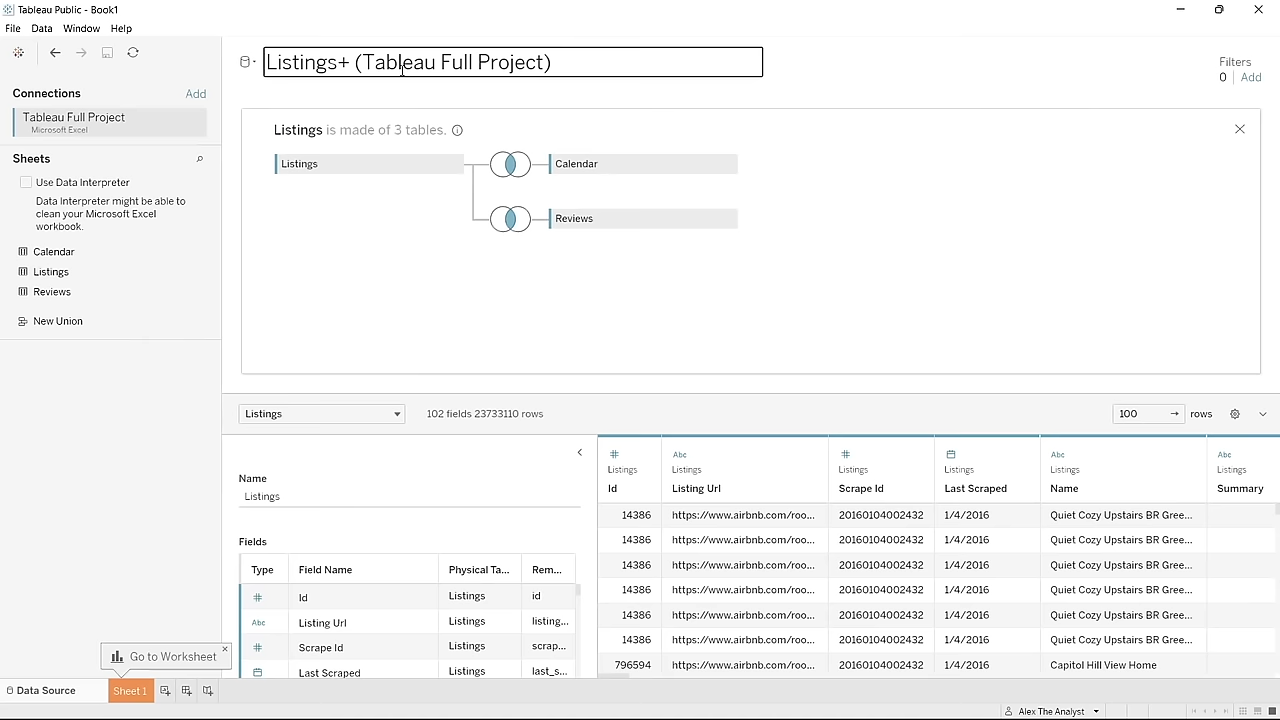 Tableau Public - Book1
File Data Window Help
Connections Add
Tableau Full Project
Microsoft Excel
Sheets
Use Data Interpreter
Data Interpreter might be able to
clean your Microsoft Excel
workbook.
Calendar
Listings
Reviews
New Union
Listings+ (Tableau Full Project)
Filters
0 | Add
Listings is made of 3 tables.
Listings
Calendar
Reviews
Listings
102 fields 23733110 rows
100 → rows
Name
Listings
Fields
Type Field Name Physical Ta... Rem...
# Id Listings id
Abc Listing Url Listings listing...
# Scrape Id Listings scrap...
Last Scraped Listings last_s...
# Abc # Abc Abc
Listings Listings Listings Listings Listings Listings
Id Listing Url Scrape Id Last Scraped Name Summary
14386 https://www.airbnb.com/roo... 20160104002432 1/4/2016 Quiet Cozy Upstairs BR Gree...
14386 https://www.airbnb.com/roo... 20160104002432 1/4/2016 Quiet Cozy Upstairs BR Gree...
14386 https://www.airbnb.com/roo... 20160104002432 1/4/2016 Quiet Cozy Upstairs BR Gree...
14386 https://www.airbnb.com/roo... 20160104002432 1/4/2016 Quiet Cozy Upstairs BR Gree...
14386 https://www.airbnb.com/roo... 20160104002432 1/4/2016 Quiet Cozy Upstairs BR Gree...
14386 https://www.airbnb.com/roo... 20160104002432 1/4/2016 Quiet Cozy Upstairs BR Gree...
796594 https://www.airbnb.com/roo... 20160104002432 1/4/2016 Capitol Hill View Home
Go to Worksheet
Data Source Sheet 1
Alex The Analyst